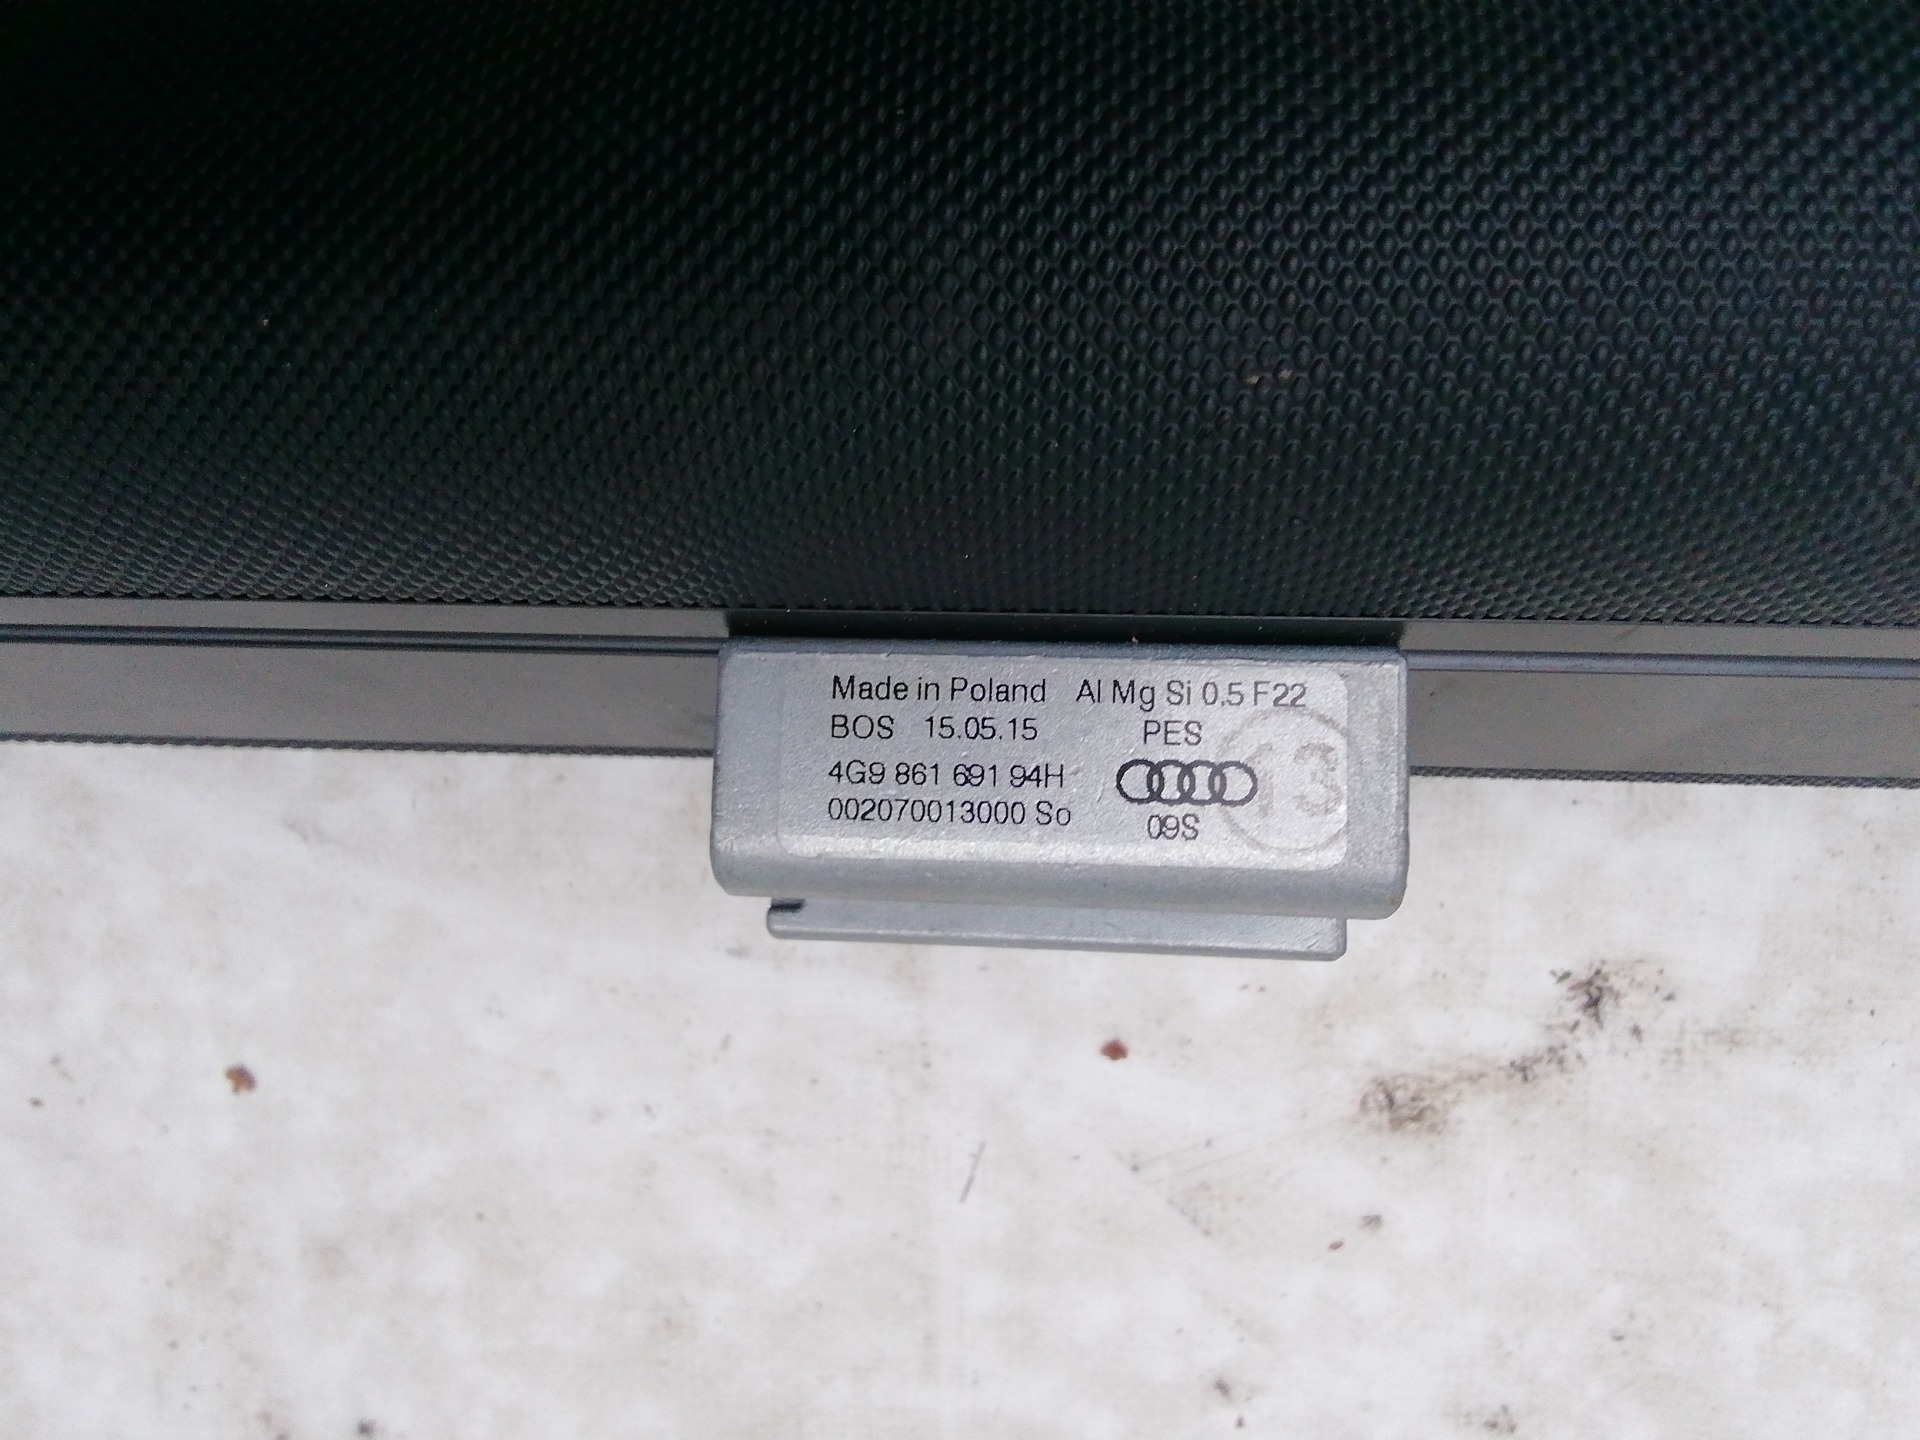 Made in Poland Al Mg Si 0,5 F22
BOS 15.05.15 PES
4G9 861 691 94H
002070013000 So
09S
13